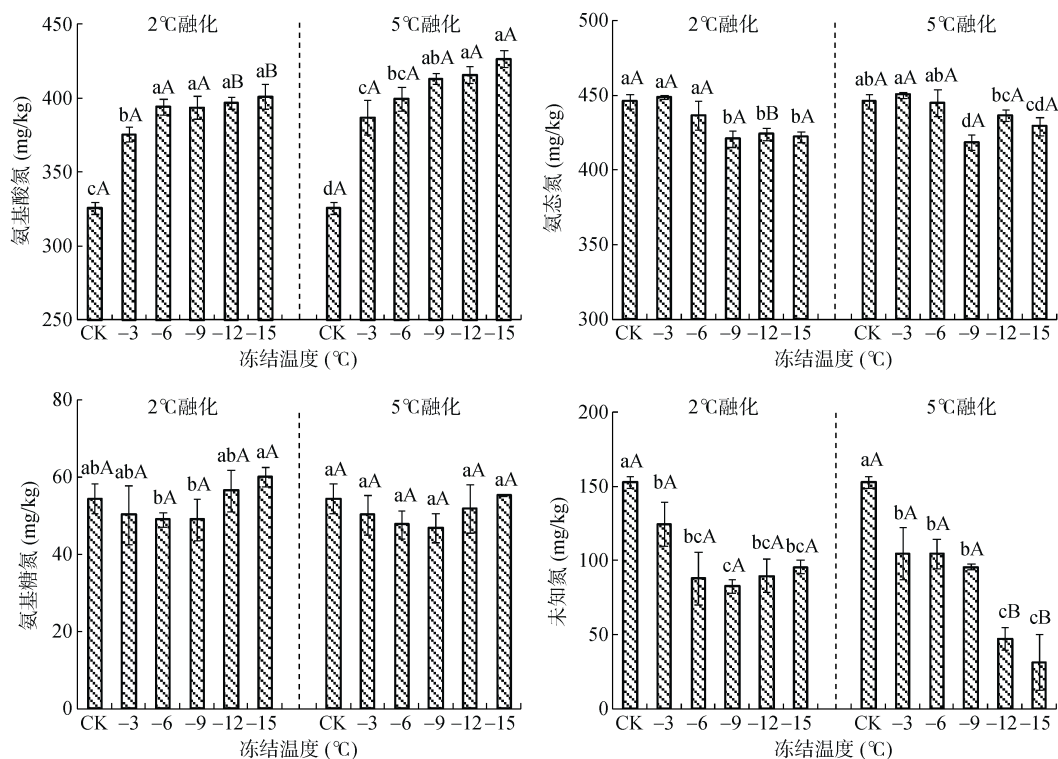 2℃融化 5℃融化
氨基酸氮 (mg/kg)
450
400
350
300
250
cA bA aA aA aB aB dA cA bcA abA aA aA
CK −3 −6 −9 −12 −15 CK −3 −6 −9 −12 −15
冻结温度 (℃)
2℃融化 5℃融化
氨态氮 (mg/kg)
500
450
400
350
300
aA aA aA bA bB bA abA aA abA dA bcA cdA
CK −3 −6 −9 −12 −15 CK −3 −6 −9 −12 −15
冻结温度 (℃)
2℃融化 5℃融化
氨基糖氮 (mg/kg)
80
60
40
20
0
abA abA bA bA abA aA aA aA aA aA aA aA
CK −3 −6 −9 −12 −15 CK −3 −6 −9 −12 −15
冻结温度 (℃)
2℃融化 5℃融化
未知氮 (mg/kg)
200
150
100
50
0
aA bA bcA cA bcA bcA aA bA bA bA cB cB
CK −3 −6 −9 −12 −15 CK −3 −6 −9 −12 −15
冻结温度 (℃)